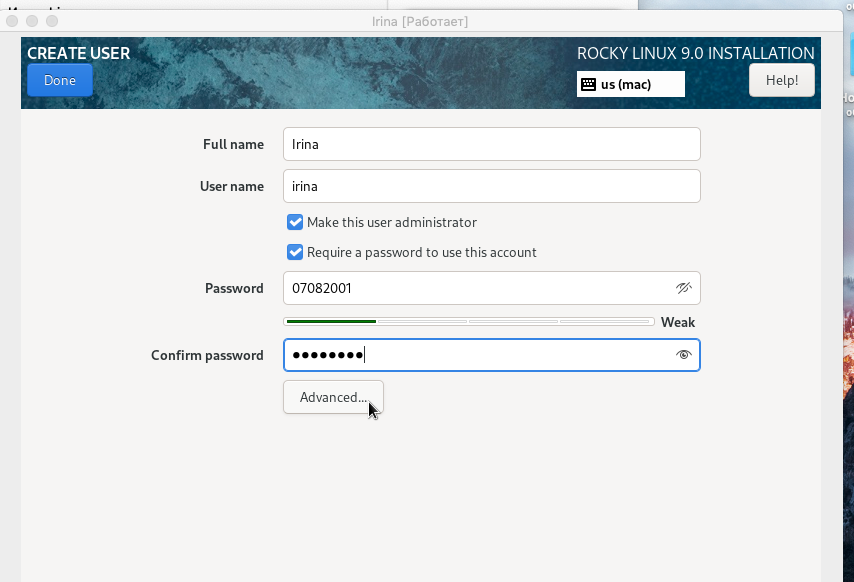 Irina [Работает]
CREATE USER
ROCKY LINUX 9.0 INSTALLATION
Done
us (mac)
Help!
Full name
Irina
User name
irina
Make this user administrator
Require a password to use this account
Password
07082001
Weak
Confirm password
●●●●●●●●
Advanced...